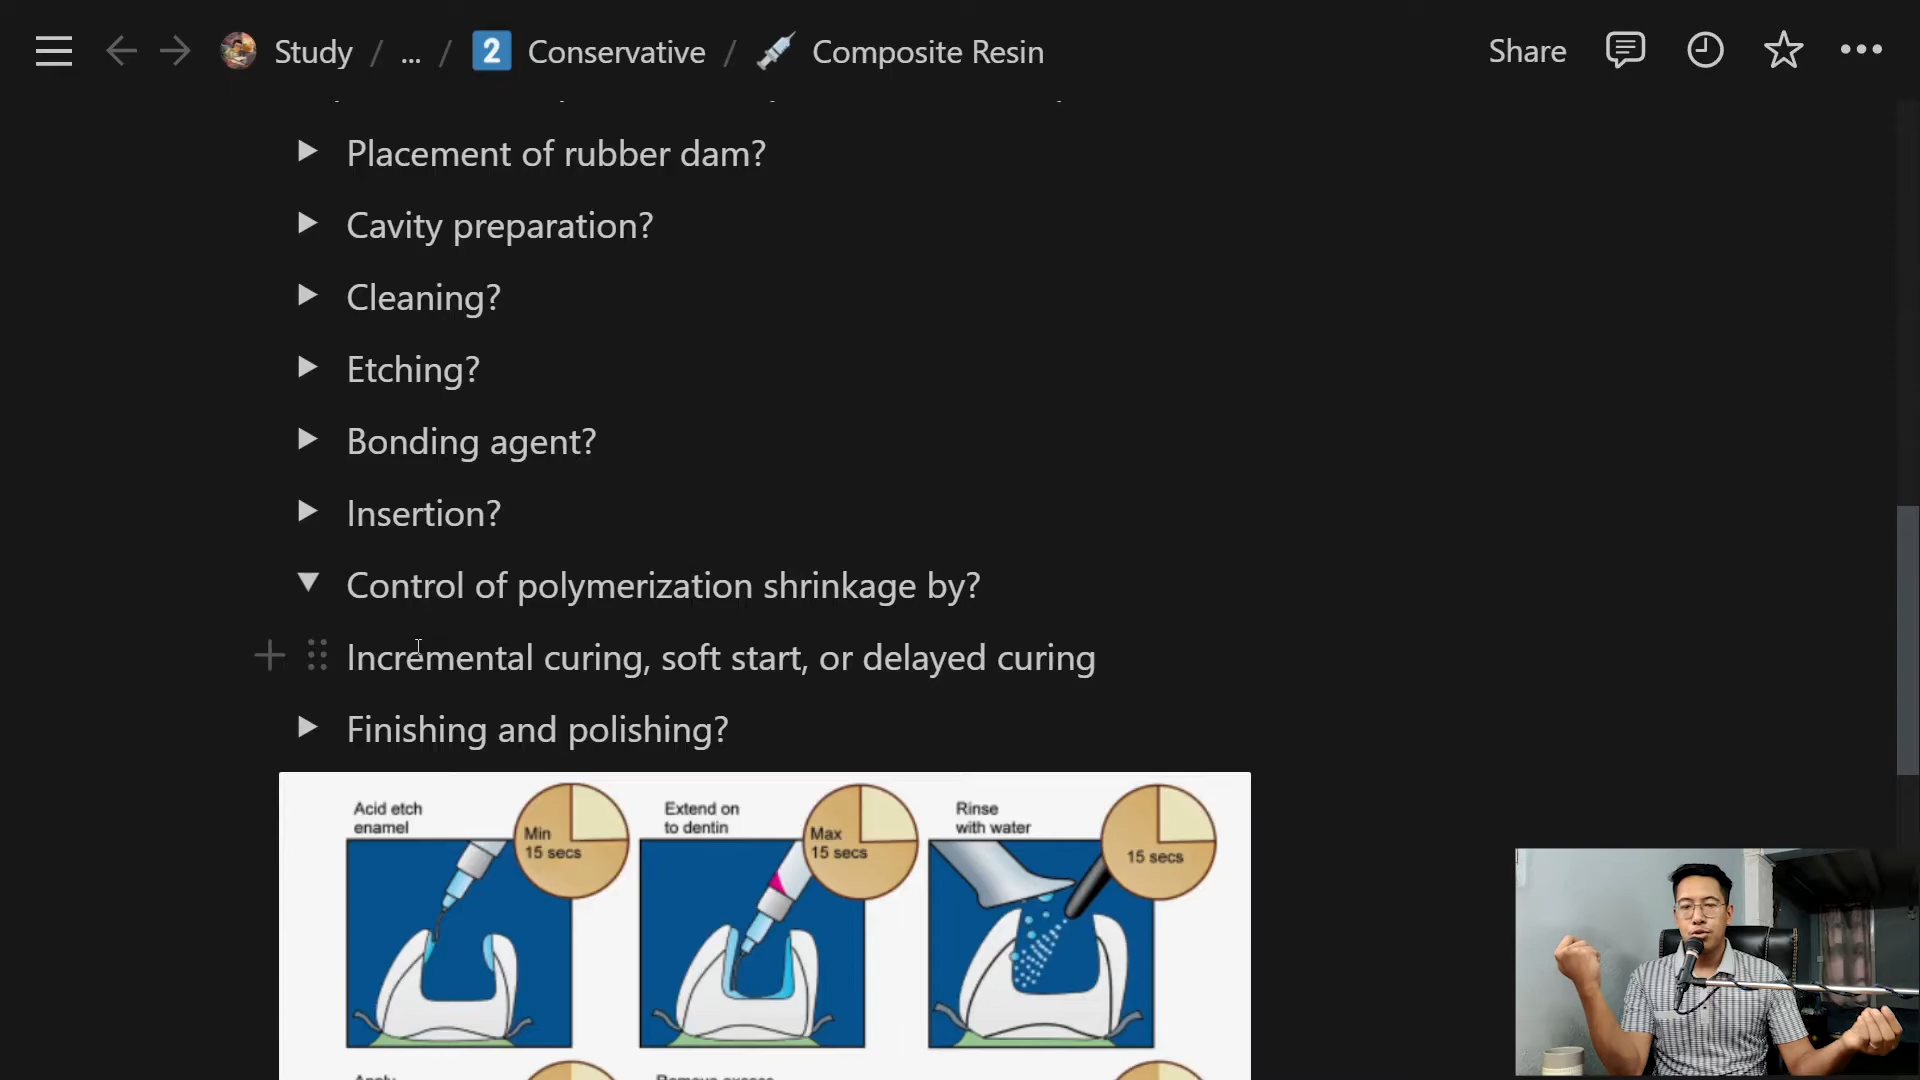 Study / ... / 2 Conservative / Composite Resin
Share
Placement of rubber dam?
Cavity preparation?
Cleaning?
Etching?
Bonding agent?
Insertion?
Control of polymerization shrinkage by?
Incremental curing, soft start, or delayed curing
Finishing and polishing?
Acid etch
enamel
Min
15 secs
Extend on
to dentin
Max
15 secs
Rinse
with water
15 secs